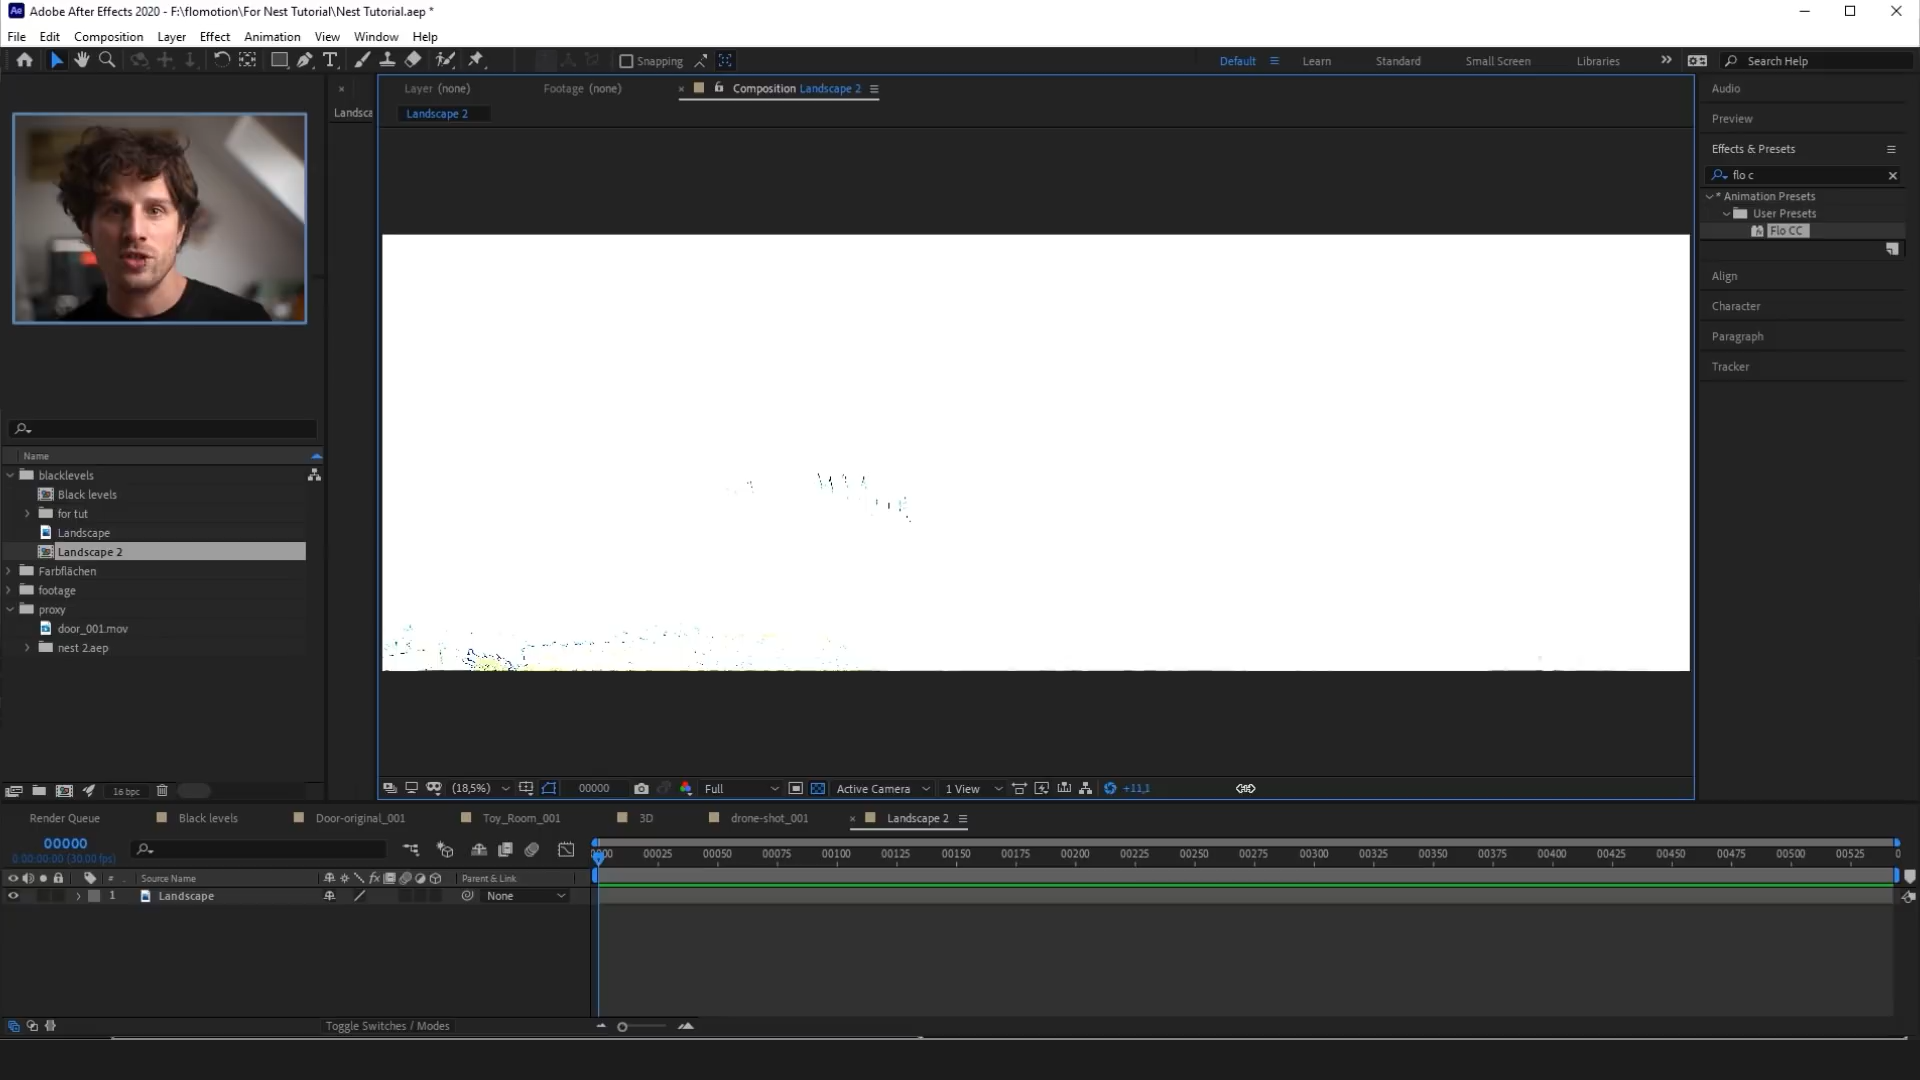 Adobe After Effects 2020 - F:\flomotion\For Nest Tutorial\Nest Tutorial.aep *
File Edit Composition Layer Effect Animation View Window Help
Snapping
Default Learn Standard Small Screen Libraries Search Help
Landsca
Layer (none) Footage (none) Composition Landscape 2
Landscape 2
Audio
Preview
Effects & Presets
flo c
* Animation Presets
User Presets
Flo CC
Align
Character
Paragraph
Tracker
Name
blacklevels
Black levels
for tut
Landscape
Landscape 2
Farbflächen
footage
proxy
door_001.mov
nest 2.aep
16 bpc
(18,5%) 00000 Full Active Camera 1 View +11,1
Render Queue Black levels Door-original_001 Toy_Room_001 3D drone-shot_001 Landscape 2
00000
0:00:00:00 (30.00 fps)
00025 00050 00075 00100 00125 00150 00175 00200 00225 00250 00275 00300 00325 00350 00375 00400 00425 00450 00475 00500 00525
# Source Name fx Parent & Link
1 Landscape None
Toggle Switches / Modes